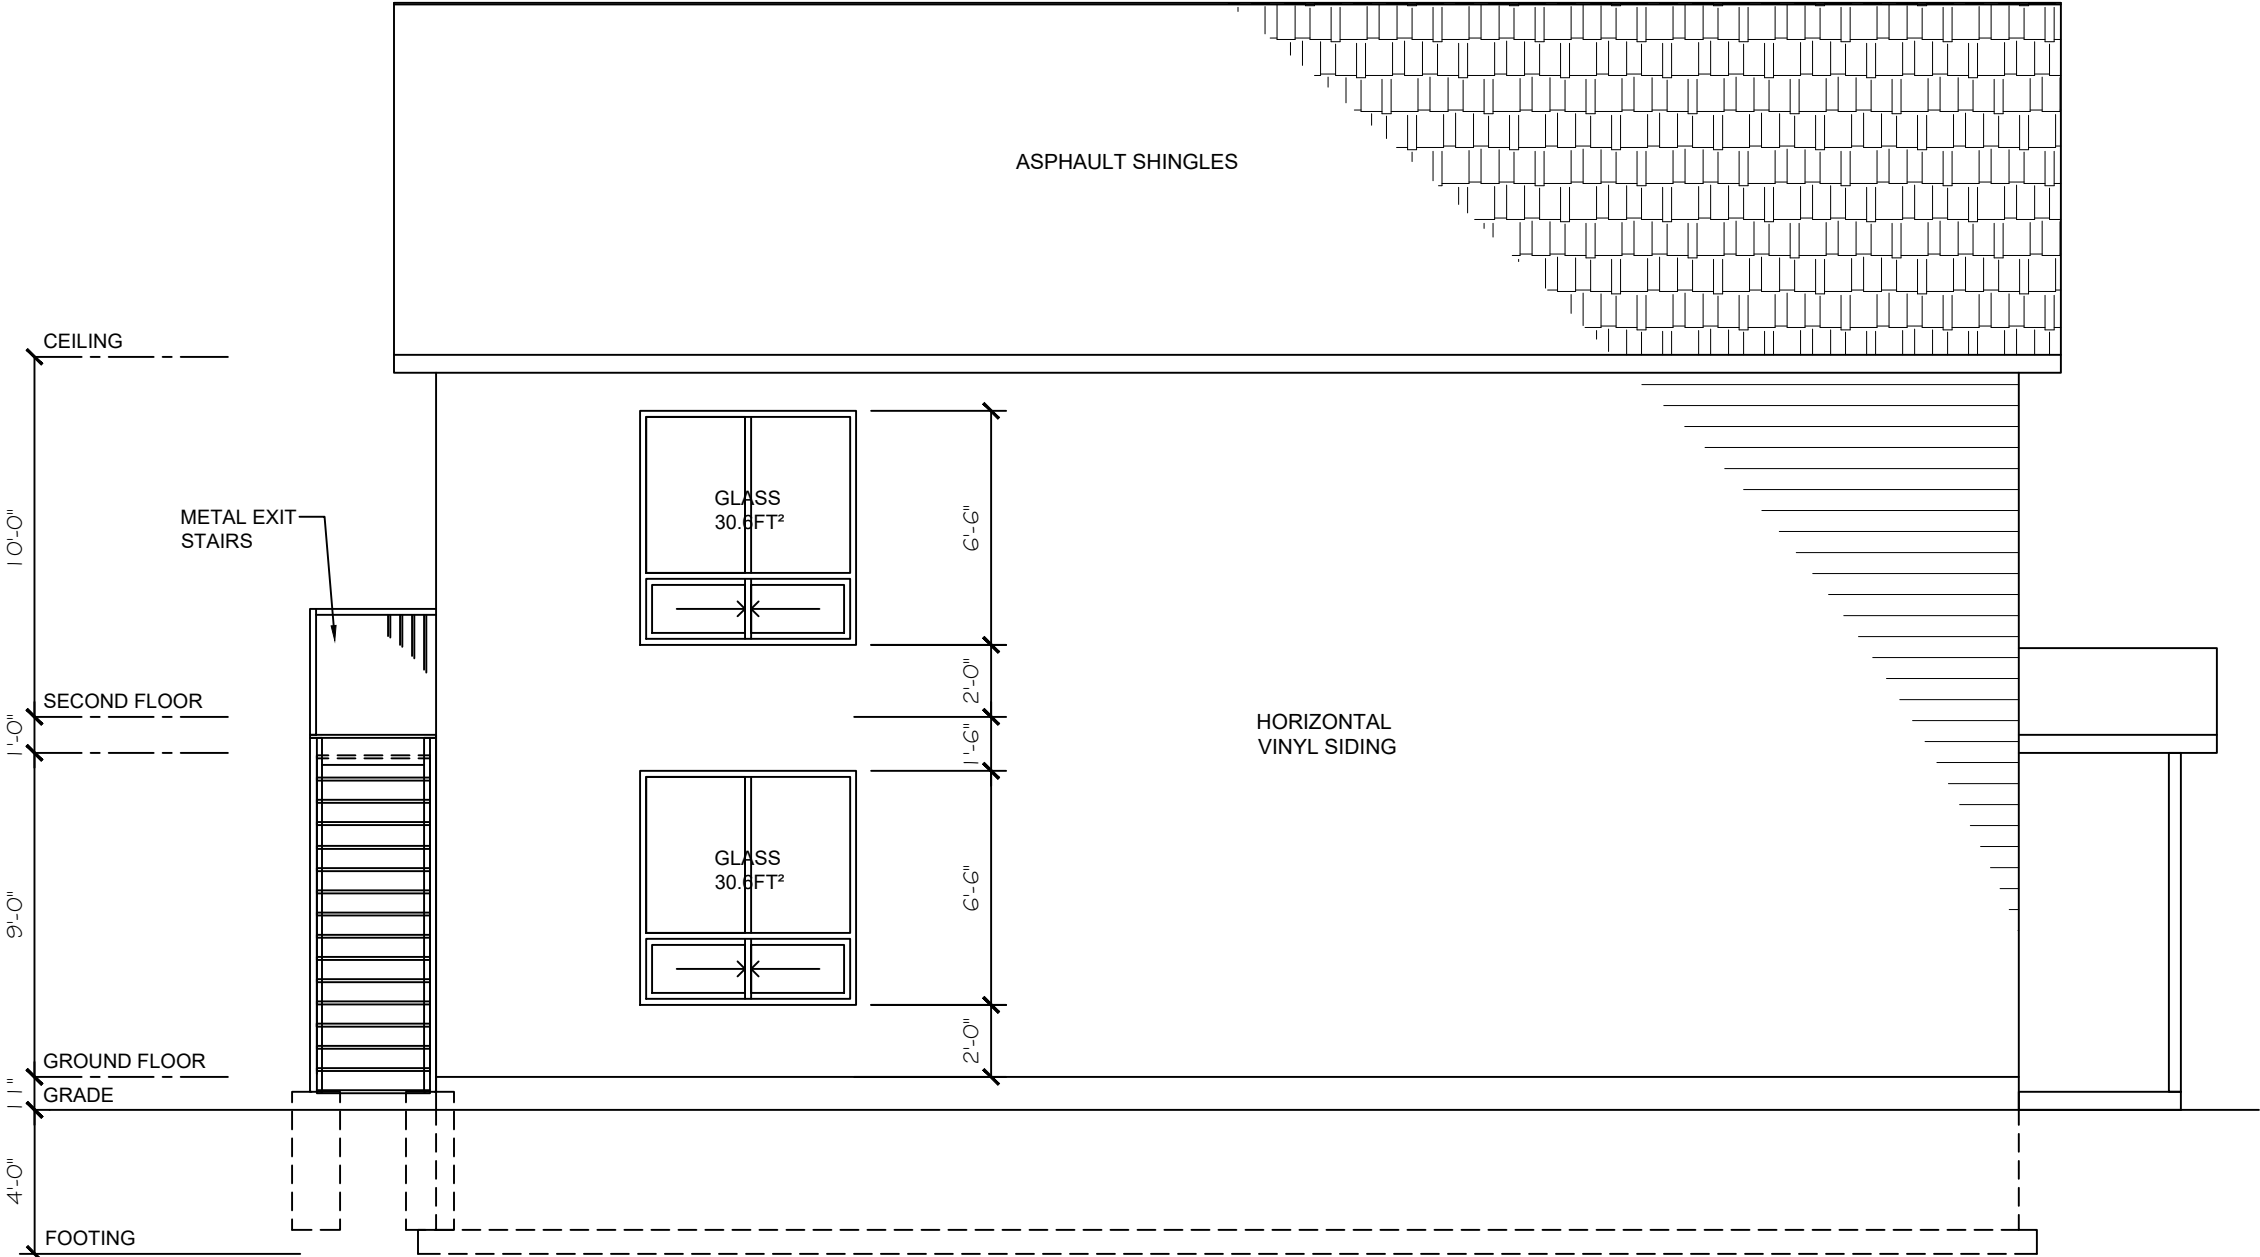 ASPHAULT SHINGLES
CEILING
10'-0"
METAL EXIT
STAIRS
GLASS
30.6FT²
6'-6"
SECOND FLOOR
2'-0"
1'-0"
1'-6"
HORIZONTAL
VINYL SIDING
GLASS
30.6FT²
6'-6"
9'-0"
2'-0"
GROUND FLOOR
11"
GRADE
4'-0"
FOOTING